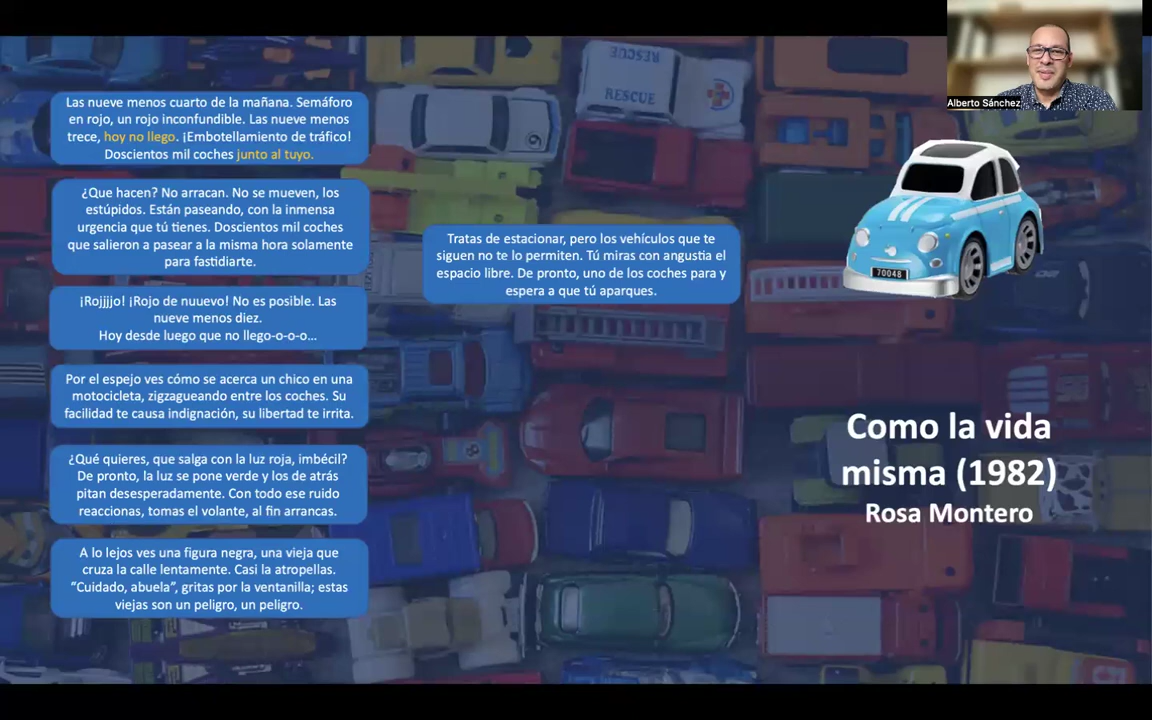 Las nueve menos cuarto de la mañana. Semáforo
en rojo, un rojo inconfundible. Las nueve menos
trece, hoy no llego. ¡Embotellamiento de tráfico!
Doscientos mil coches junto al tuyo.
¿Que hacen? No arracan. No se mueven, los
estúpidos. Están paseando, con la inmensa
urgencia que tú tienes. Doscientos mil coches
que salieron a pasear a la misma hora solamente
para fastidiarte.
¡Rojjjjo! ¡Rojo de nuuevo! No es posible. Las
nueve menos diez.
Hoy desde luego que no llego-o-o-o...
Por el espejo ves cómo se acerca un chico en una
motocicleta, zigzagueando entre los coches. Su
facilidad te causa indignación, su libertad te irrita.
¿Qué quieres, que salga con la luz roja, imbécil?
De pronto, la luz se pone verde y los de atrás
pitan desesperadamente. Con todo ese ruido
reaccionas, tomas el volante, al fin arrancas.
A lo lejos ves una figura negra, una vieja que
cruza la calle lentamente. Casi la atropellas.
"Cuidado, abuela", gritas por la ventanilla; estas
viejas son un peligro, un peligro.
Tratas de estacionar, pero los vehículos que te
siguen no te lo permiten. Tú miras con angustia el
espacio libre. De pronto, uno de los coches para y
espera a que tú aparques.
RESCUE
RESCUE
Alberto Sánchez
70048
Como la vida
misma (1982)
Rosa Montero